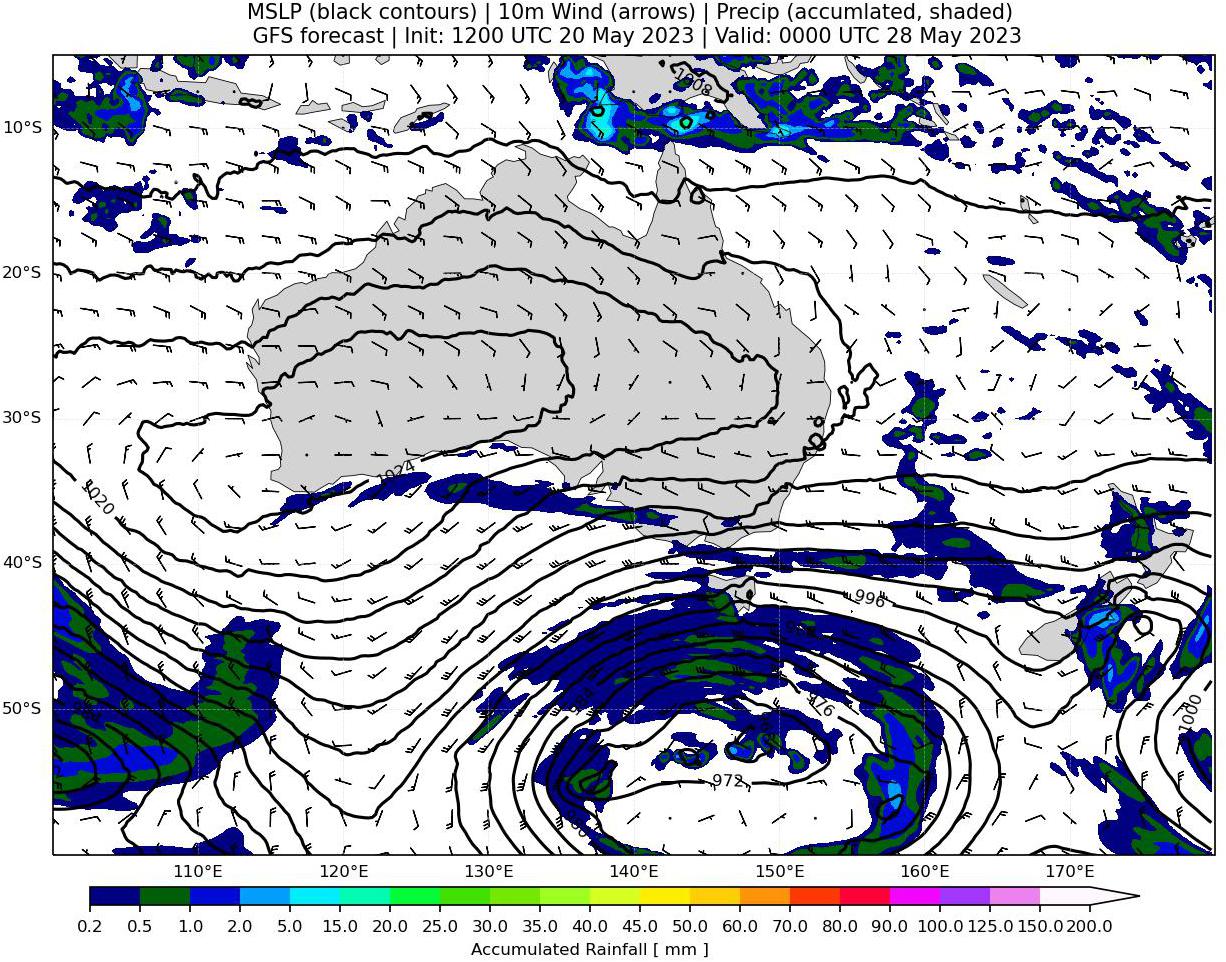 MSLP (black contours) | 10m Wind (arrows) | Precip (accumlated, shaded)
GFS forecast | Init: 1200 UTC 20 May 2023 | Valid: 0000 UTC 28 May 2023
1008
10°S
20°S
30°S
1024
1020
40°S
996
976
50°S
1000
972
110°E 120°E 130°E 140°E 150°E 160°E 170°E
0.2 0.5 1.0 2.0 5.0 10.0 15.0 20.0 25.0 30.0 35.0 40.0 45.0 50.0 60.0 70.0 80.0 90.0 100.0 125.0 150.0 200.0
Accumulated Rainfall [ mm ]